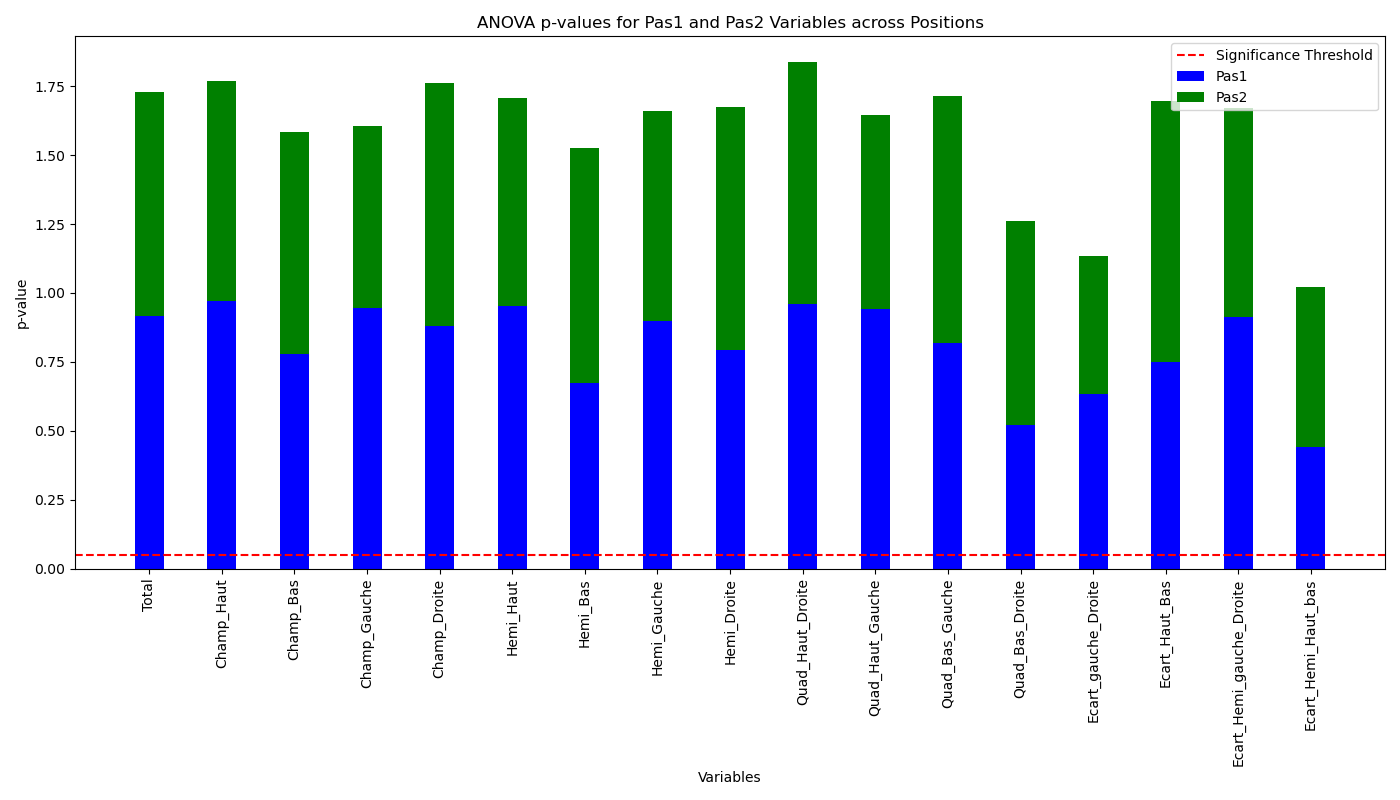 ANOVA p-values for Pas1 and Pas2 Variables across Positions
Significance Threshold
Pas1
Pas2
p-value
1.75
1.50
1.25
1.00
0.75
0.50
0.25
0.00
Total
Champ_Haut
Champ_Bas
Champ_Gauche
Champ_Droite
Hemi_Haut
Hemi_Bas
Hemi_Gauche
Hemi_Droite
Quad_Haut_Droite
Quad_Haut_Gauche
Quad_Bas_Gauche
Quad_Bas_Droite
Ecart_gauche_Droite
Ecart_Haut_Bas
Ecart_Hemi_gauche_Droite
Ecart_Hemi_Haut_bas
Variables